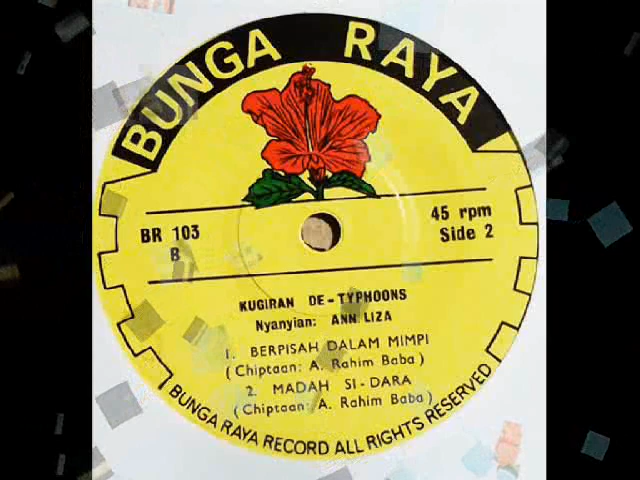 BUNGA RAYA
BR 103
B
45 rpm
Side 2
KUGIRAN DE-TYPHOONS
Nyanyian: ANN LIZA
1. BERPISAH DALAM MIMPI
(Chiptaan: A. Rahim Baba)
2. MADAH SI-DARA
(Chiptaan: A. Rahim Baba)
BUNGA RAYA RECORD ALL RIGHTS RESERVED